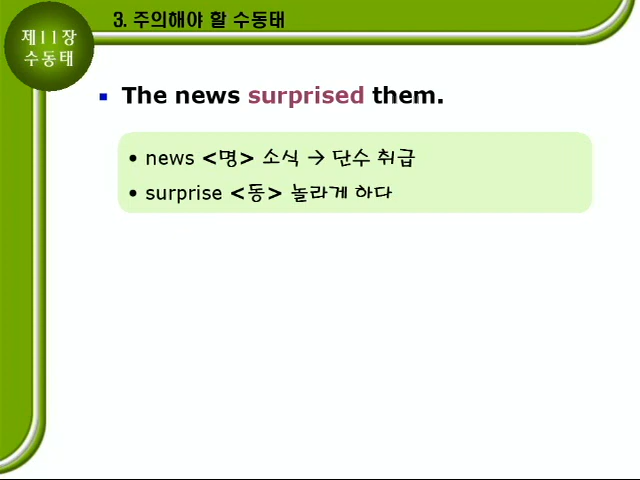 3. 주의해야 할 수동태
제11장
수동태
▪ The news surprised them.
• news <명> 소식 → 단수 취급
• surprise <동> 놀라게 하다